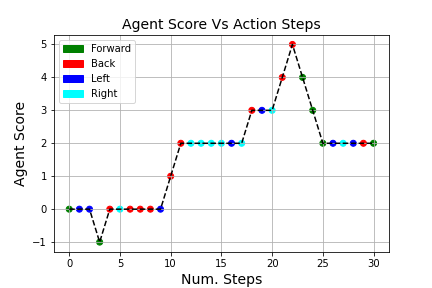 Agent Score Vs Action Steps
Agent Score
5
4
3
2
1
0
−1
Forward
Back
Left
Right
0 5 10 15 20 25 30
Num. Steps